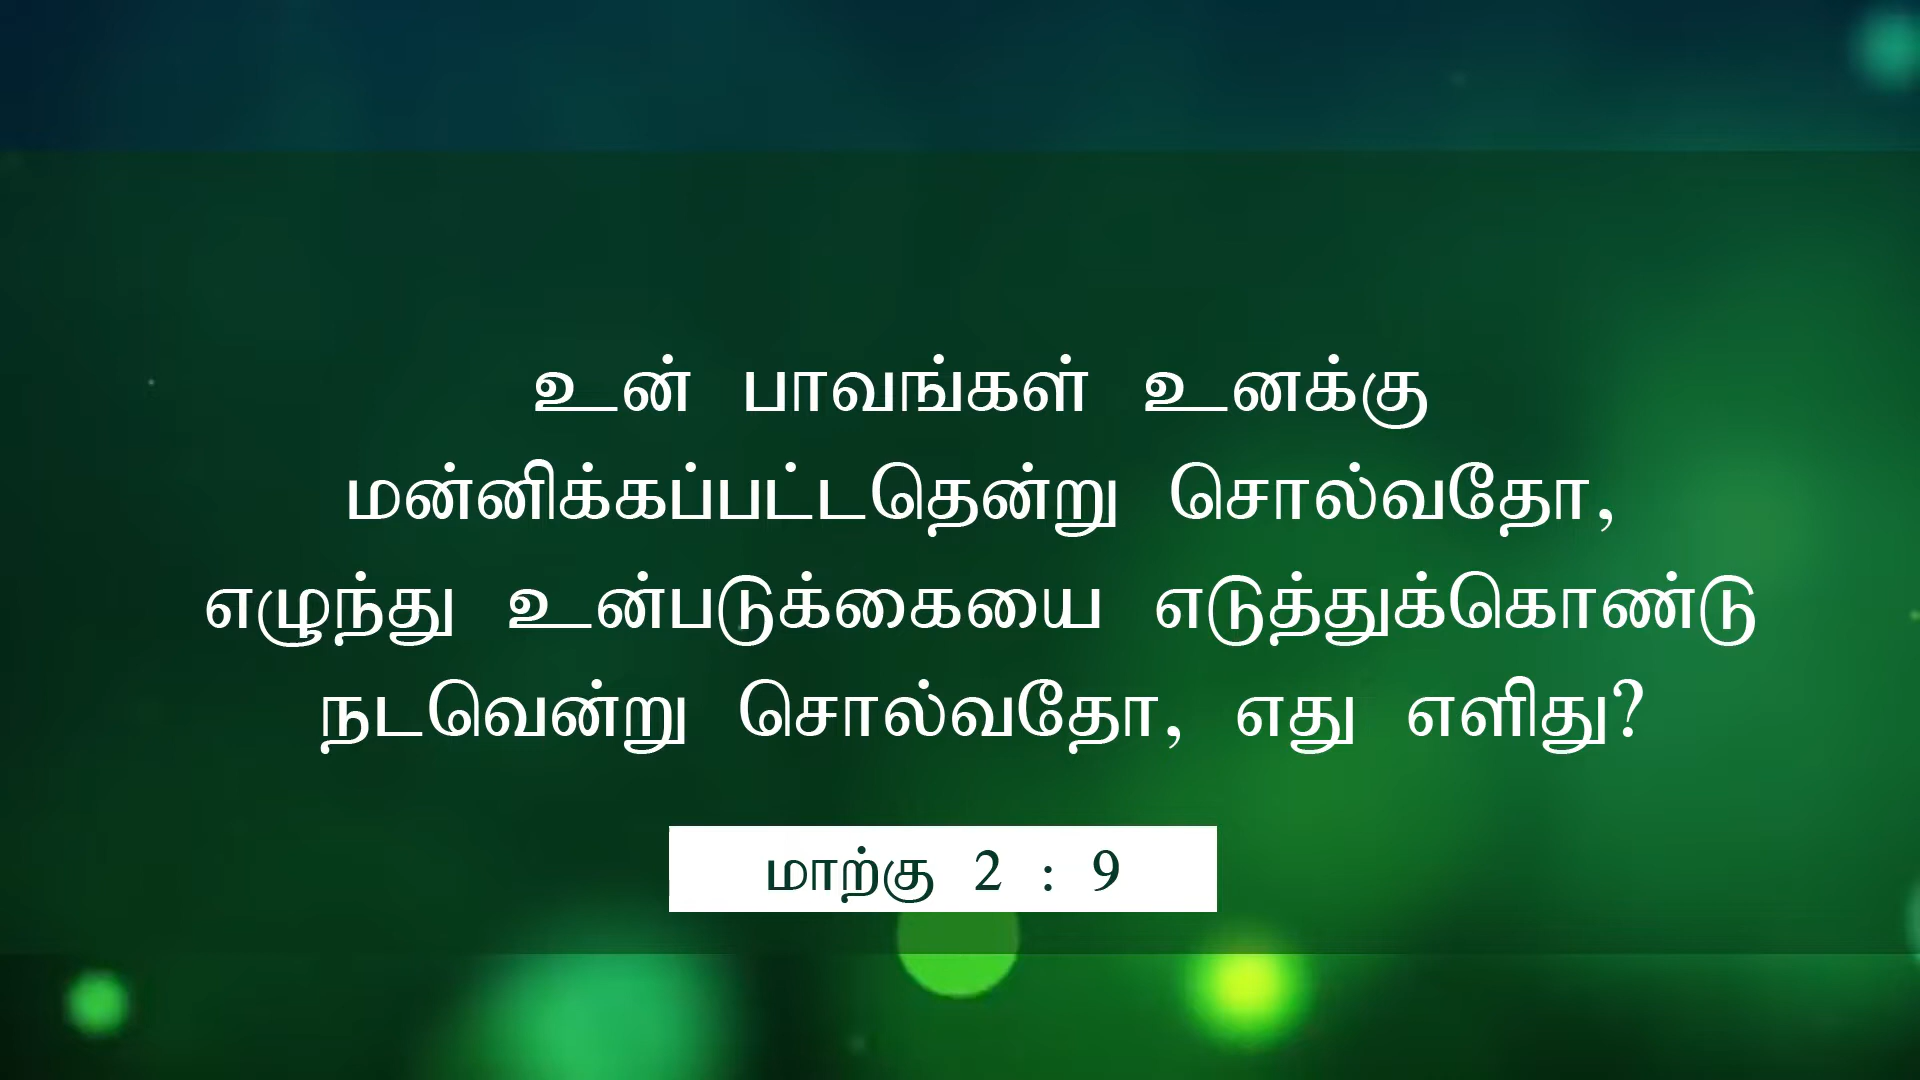 உன் பாவங்கள் உனக்கு
மன்னிக்கப்பட்டதென்று சொல்வதோ,
எழுந்து உன்படுக்கையை எடுத்துக்கொண்டு
நடவென்று சொல்வதோ, எது எளிது?
மாற்கு 2 : 9